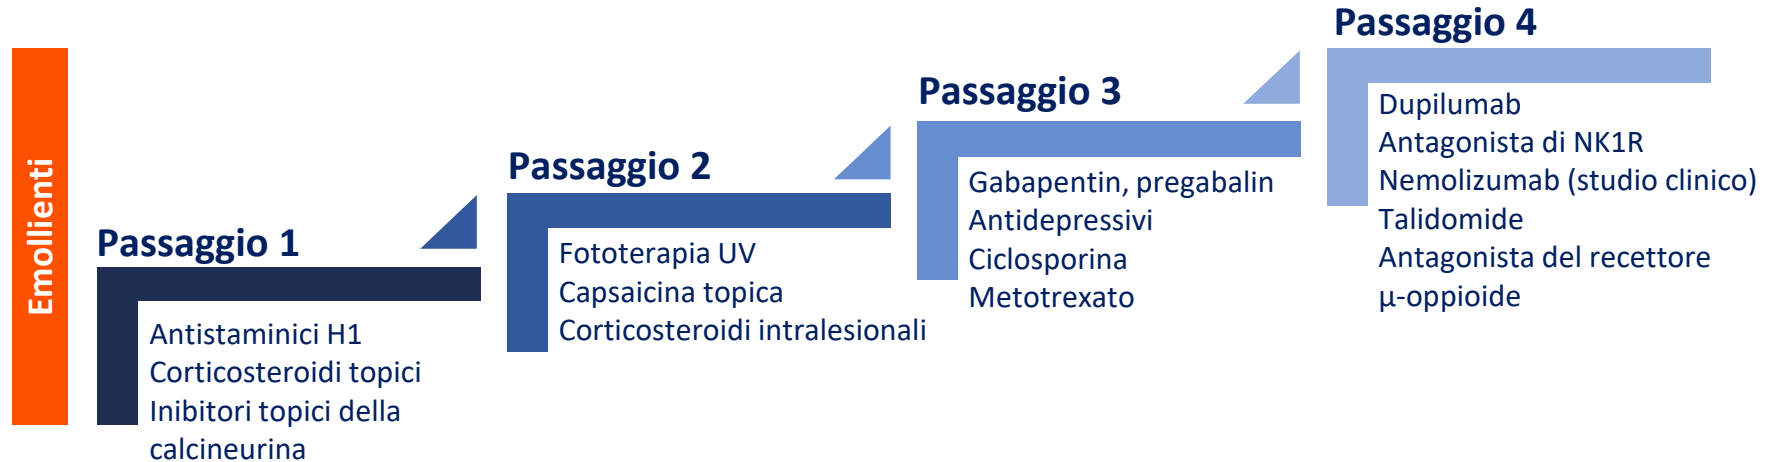 Emollienti
Passaggio 1
Antistaminici H1
Corticosteroidi topici
Inibitori topici della
calcineurina
Passaggio 2
Fototerapia UV
Capsaicina topica
Corticosteroidi intralesionali
Passaggio 3
Gabapentin, pregabalin
Antidepressivi
Ciclosporina
Metotrexato
Passaggio 4
Dupilumab
Antagonista di NK1R
Nemolizumab (studio clinico)
Talidomide
Antagonista del recettore
μ-oppioide